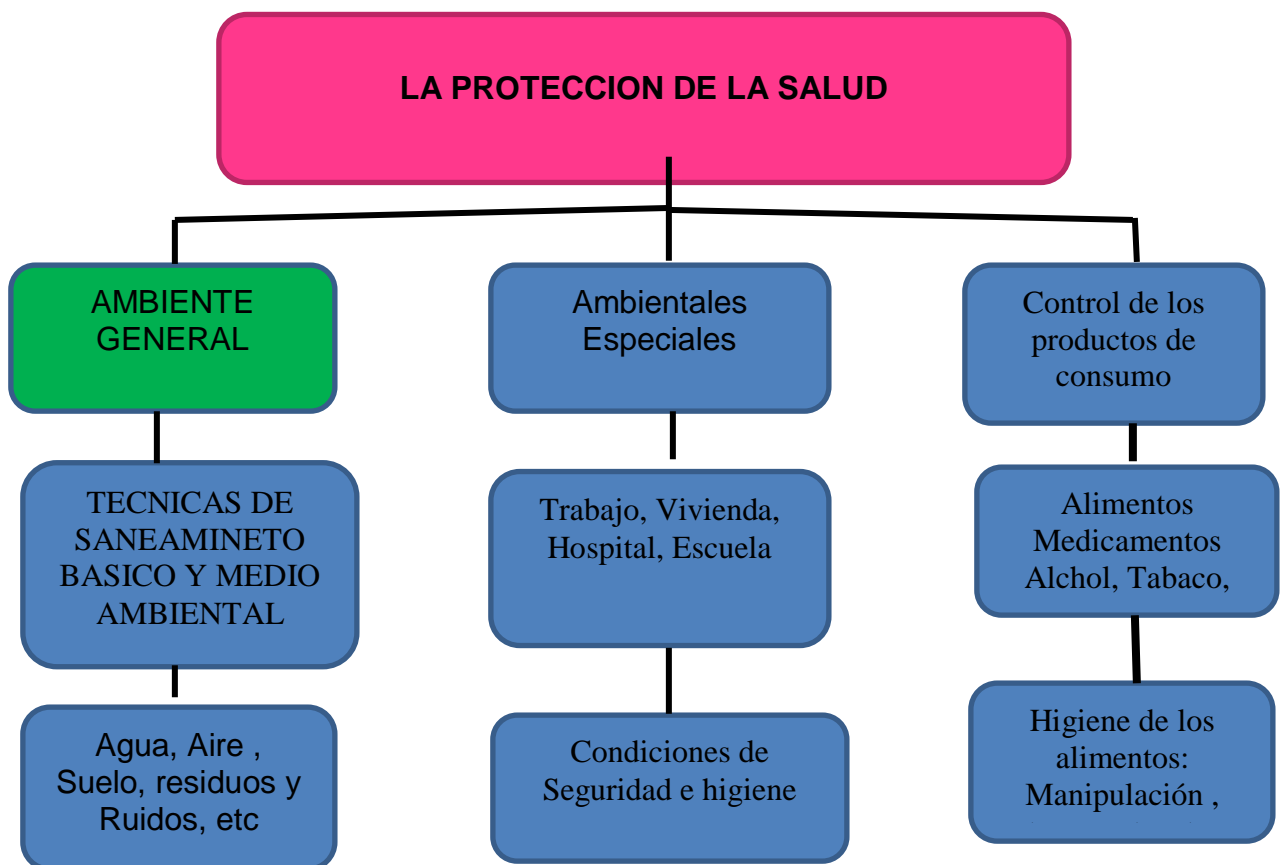 LA PROTECCION DE LA SALUD
AMBIENTE
GENERAL
TECNICAS DE
SANEAMINETO
BASICO Y MEDIO
AMBIENTAL
Agua, Aire ,
Suelo, residuos y
Ruidos, etc
Ambientales
Especiales
Trabajo, Vivienda,
Hospital, Escuela
Condiciones de
Seguridad e higiene
Control de los
productos de
consumo
Alimentos
Medicamentos
Alchol, Tabaco,
Higiene de los
alimentos:
Manipulación ,